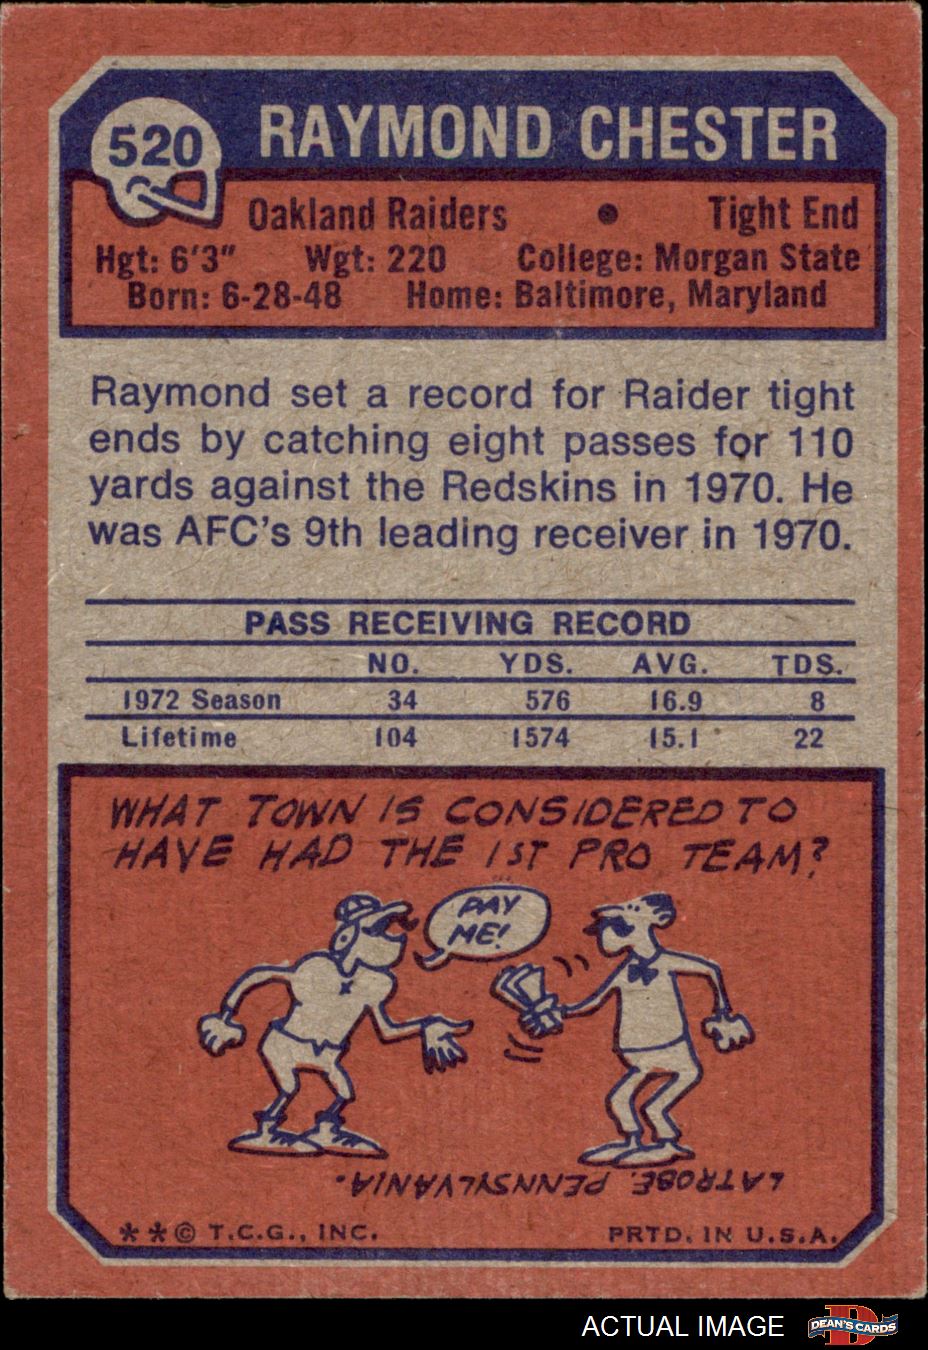 520
RAYMOND CHESTER
Oakland Raiders • Tight End
Hgt: 6'3" Wgt: 220 College: Morgan State
Born: 6-28-48 Home: Baltimore, Maryland
Raymond set a record for Raider tight
ends by catching eight passes for 110
yards against the Redskins in 1970. He
was AFC's 9th leading receiver in 1970.
PASS RECEIVING RECORD
NO. YDS. AVG. TDS.
1972 Season 34 576 16.9 8
Lifetime 104 1574 15.1 22
WHAT TOWN IS CONSIDERED TO
HAVE HAD THE 1ST PRO TEAM?
PAY
ME!
LATROBE, PENNSYLVANIA.
**© T.C.G., INC. PRTD. IN U.S.A.
ACTUAL IMAGE
D
DEAN'S CARDS